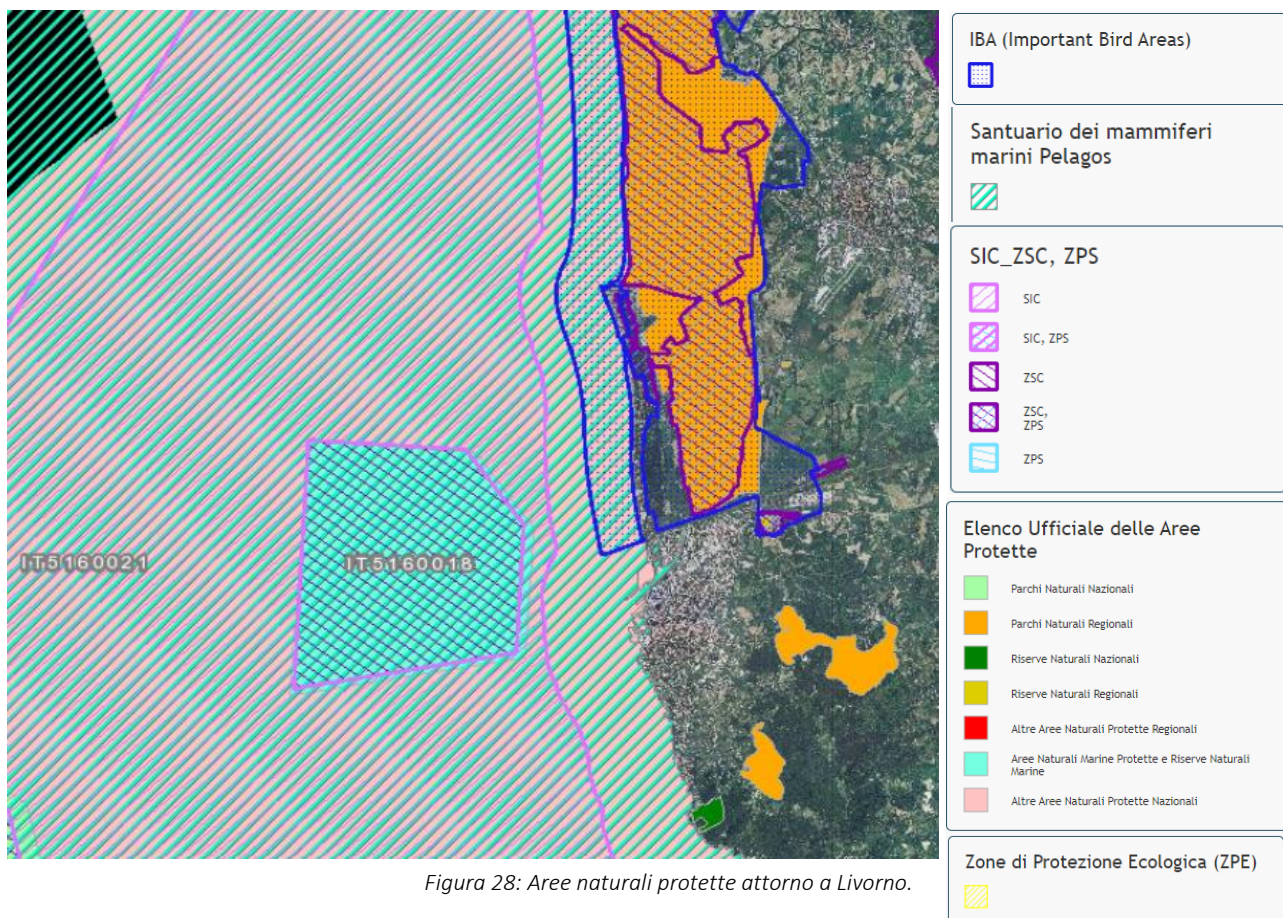 IT5160021
IT5160018
Figura 28: Aree naturali protette attorno a Livorno.
IBA (Important Bird Areas)
Santuario dei mammiferi
marini Pelagos
SIC_ZSC, ZPS
SIC
SIC, ZPS
ZSC
ZSC,
ZPS
ZPS
Elenco Ufficiale delle Aree
Protette
Parchi Naturali Nazionali
Parchi Naturali Regionali
Riserve Naturali Nazionali
Riserve Naturali Regionali
Altre Aree Naturali Protette Regionali
Aree Naturali Marine Protette e Riserve Naturali
Marine
Altre Aree Naturali Protette Nazionali
Zone di Protezione Ecologica (ZPE)